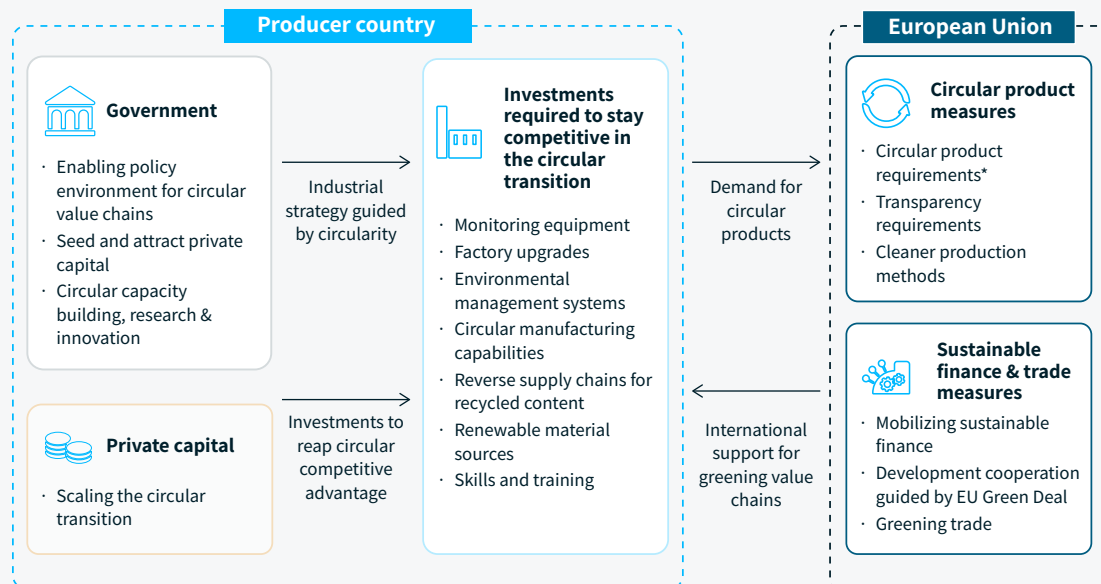 Producer country
Government
· Enabling policy
environment for circular
value chains
· Seed and attract private
capital
· Circular capacity
building, research &
innovation
Private capital
· Scaling the circular
transition
Industrial
strategy guided
by circularity
Investments to
reap circular
competitive
advantage
Investments
required to stay
competitive in
the circular
transition
· Monitoring equipment
· Factory upgrades
· Environmental
management systems
· Circular manufacturing
capabilities
· Reverse supply chains for
recycled content
· Renewable material
sources
· Skills and training
Demand for
circular
products
International
support for
greening value
chains
European Union
Circular product
measures
· Circular product
requirements*
· Transparency
requirements
· Cleaner production
methods
Sustainable
finance & trade
measures
· Mobilizing sustainable
finance
· Development cooperation
guided by EU Green Deal
· Greening trade